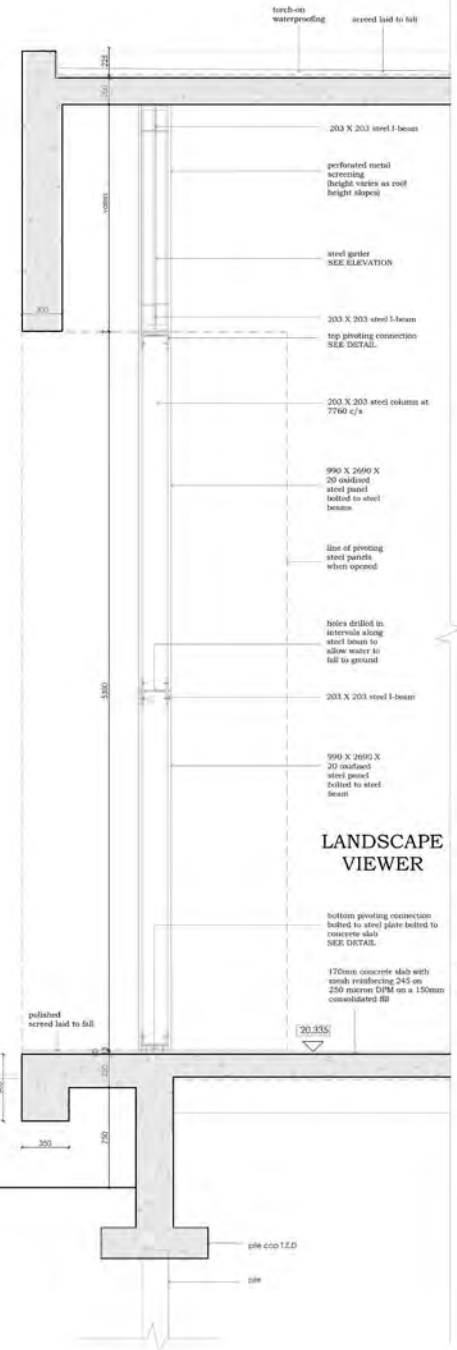 torch-on
waterproofing
screed laid to fall
225
203 X 203 steel I-beam
perforated metal
screening
(height varies as roof
height slopes)
varies
steel girder
SEE ELEVATION
300
203 X 203 steel I-beam
top pivoting connection
SEE DETAIL
203 X 203 steel column at
7760 c/s
990 X 2690 X
20 oxidised
steel panel
bolted to steel
beams
line of pivoting
steel panels
when opened
holes drilled in
intervals along
steel beam to
allow water to
fall to ground
203 X 203 steel I-beam
990 X 2690 X
20 oxidised
steel panel
bolted to steel
beam
LANDSCAPE
VIEWER
bottom pivoting connection
bolted to steel plate bolted to
concrete slab
SEE DETAIL
170mm concrete slab with
mesh reinforcing 245 on
250 micron DPM on a 150mm
consolidated fill
polished
screed laid to fall
20.335
350
750
pile cap T.E.D
pile